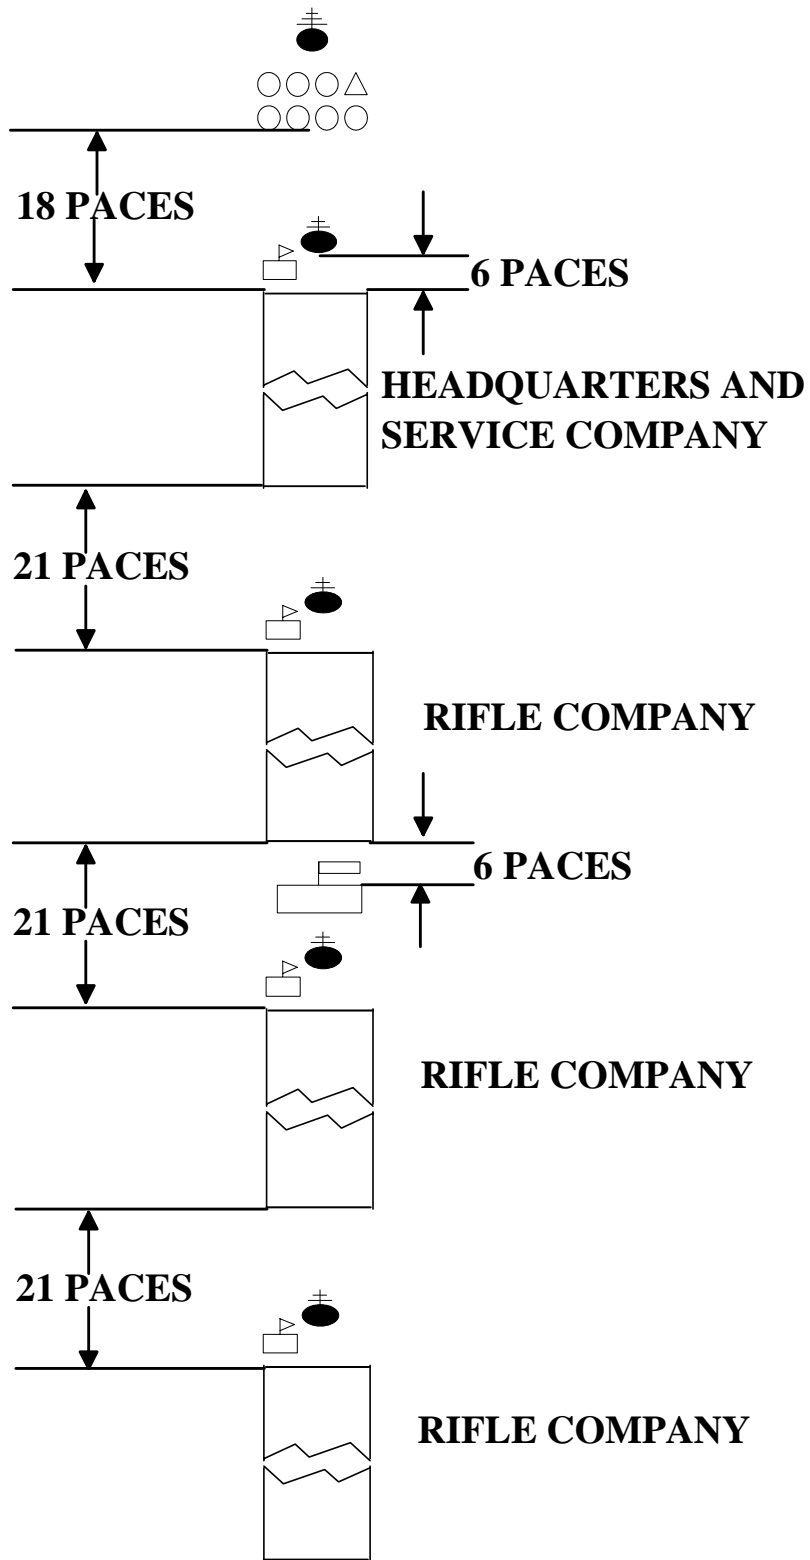 18 PACES
6 PACES
HEADQUARTERS AND
SERVICE COMPANY
21 PACES
RIFLE COMPANY
6 PACES
21 PACES
RIFLE COMPANY
21 PACES
RIFLE COMPANY